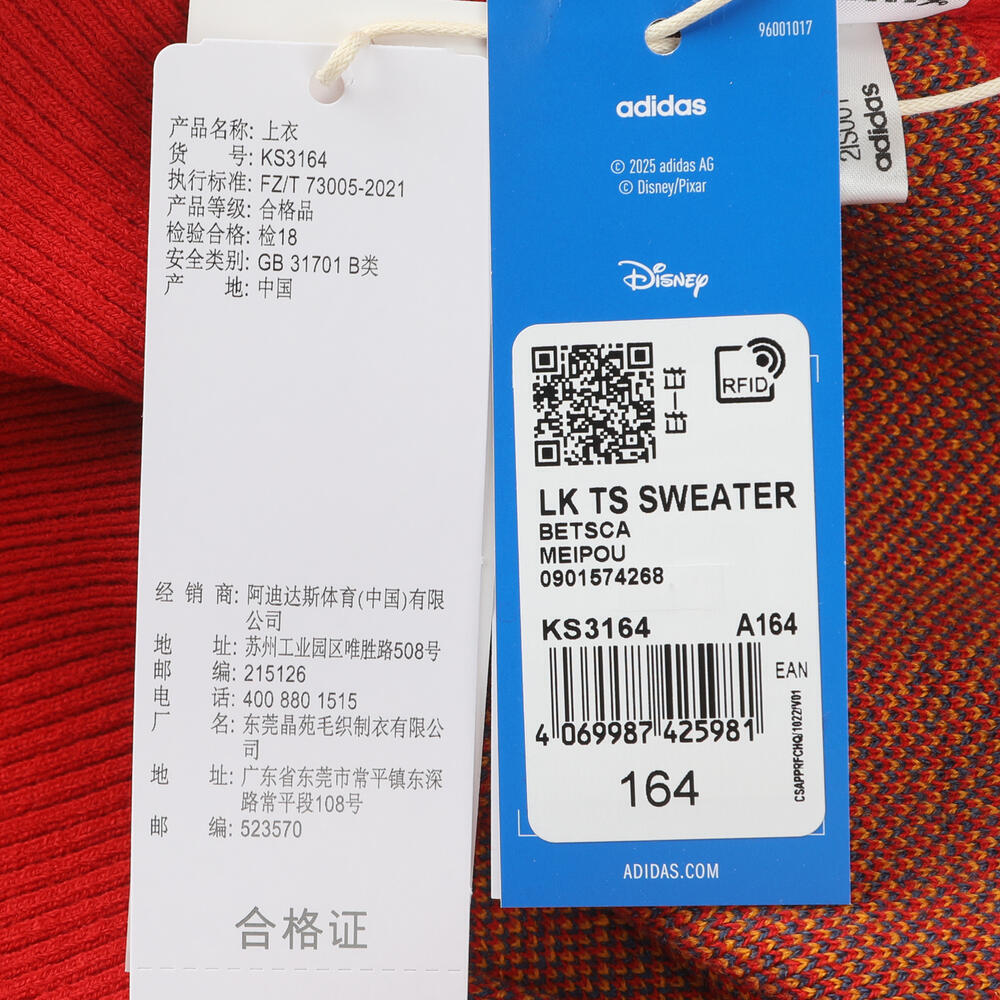 产品名称: 上衣
货 号: KS3164
执行标准: FZ/T 73005-2021
产品等级: 合格品
检验合格: 检18
安全类别: GB 31701 B类
产 地: 中国
经 销 商: 阿迪达斯体育(中国)有限
公司
地 址: 苏州工业园区唯胜路508号
邮 编: 215126
电 话: 400 880 1515
厂 名: 东莞晶苑毛织制衣有限公
司
地 址: 广东省东莞市常平镇东深
路常平段108号
邮 编: 523570
合格证
96001017
adidas
© 2025 adidas AG
© Disney/Pixar
Disney
扫一扫
RFID
LK TS SWEATER
BETSCA
MEIPOU
0901574268
KS3164 A164
EAN
4 069987 425981
164
CSAPPRFCHQ/1022/V01
ADIDAS.COM
2IS001
adidas